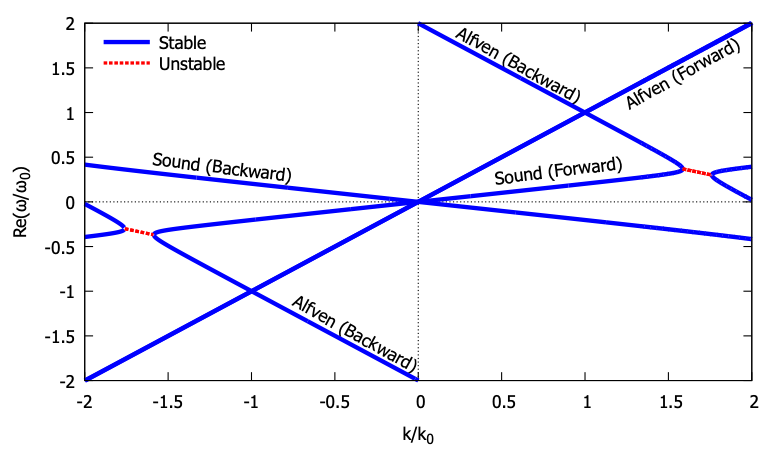 2
1.5
1
0.5
0
-0.5
-1
-1.5
-2
Re(ω/ω0)
Stable
Unstable
Alfven (Backward)
Alfven (Forward)
Sound (Backward)
Sound (Forward)
Alfven (Backward)
-2 -1.5 -1 -0.5 0 0.5 1 1.5 2
k/k0